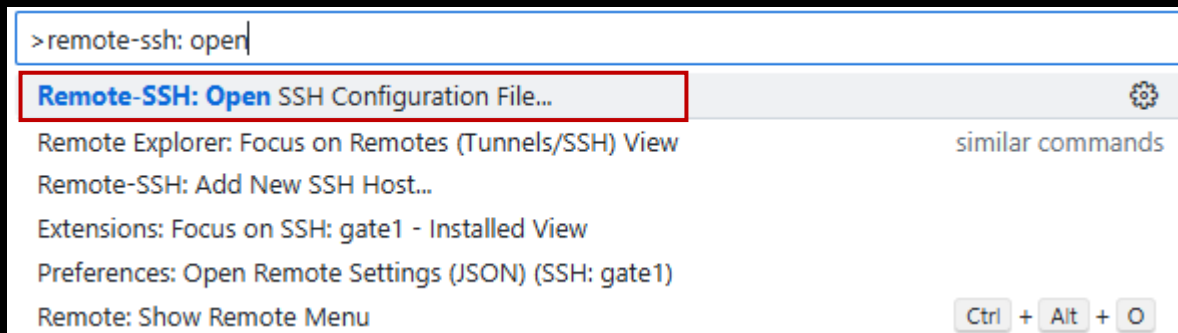 >remote-ssh: open
Remote-SSH: Open SSH Configuration File...
Remote Explorer: Focus on Remotes (Tunnels/SSH) View similar commands
Remote-SSH: Add New SSH Host...
Extensions: Focus on SSH: gate1 - Installed View
Preferences: Open Remote Settings (JSON) (SSH: gate1)
Remote: Show Remote Menu Ctrl + Alt + O